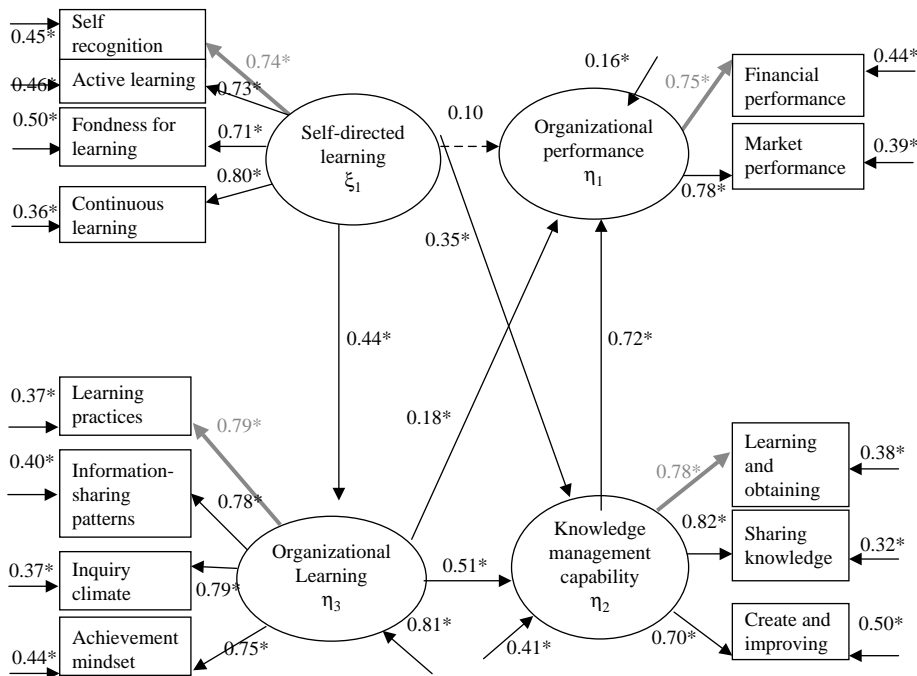 Self
recognition
0.45*
0.74*
Active learning
0.46*
0.73*
Fondness for
learning
0.50*
0.71*
Continuous
learning
0.36*
0.80*
Self-directed
learning
ξ1
0.10
0.16*
Organizational
performance
η1
0.75*
Financial
performance
0.44*
Market
performance
0.39*
0.78*
0.35*
0.44*
0.72*
0.18*
Learning
practices
0.37*
0.79*
Information-
sharing
patterns
0.40*
0.78*
Inquiry
climate
0.37*
0.79*
Achievement
mindset
0.44*
0.75*
Organizational
Learning
η3
0.81*
0.51*
Knowledge
management
capability
η2
0.41*
0.78*
Learning and
obtaining
0.38*
0.82*
Sharing
knowledge
0.32*
0.70*
Create and
improving
0.50*